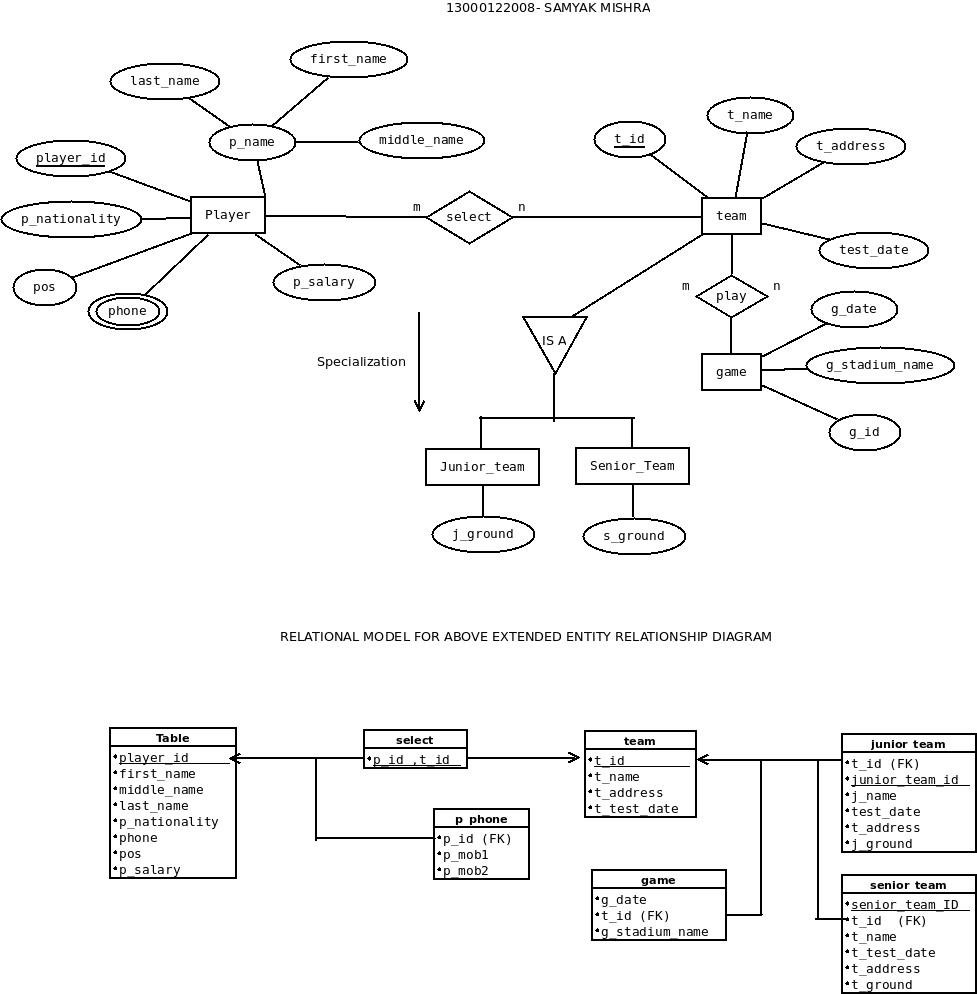 13000122008- SAMYAK MISHRA
first_name
last_name
p_name
middle_name
player_id
p_nationality
Player
pos
phone
p_salary
m
select
n
t_id
t_name
t_address
team
test_date
m
play
n
g_date
game
g_stadium_name
g_id
IS A
Specialization
Junior_team
Senior_Team
j_ground
s_ground
RELATIONAL MODEL FOR ABOVE EXTENDED ENTITY RELATIONSHIP DIAGRAM
Table
player_id
first_name
middle_name
last_name
p_nationality
phone
pos
p_salary
select
p_id ,t_id
p phone
p_id (FK)
p_mob1
p_mob2
team
t_id
t_name
t_address
t_test_date
game
g_date
t_id (FK)
g_stadium_name
junior team
t_id (FK)
junior_team_id
j_name
test_date
t_address
j_ground
senior team
senior_team_ID
t_id (FK)
t_name
t_test_date
t_address
t_ground